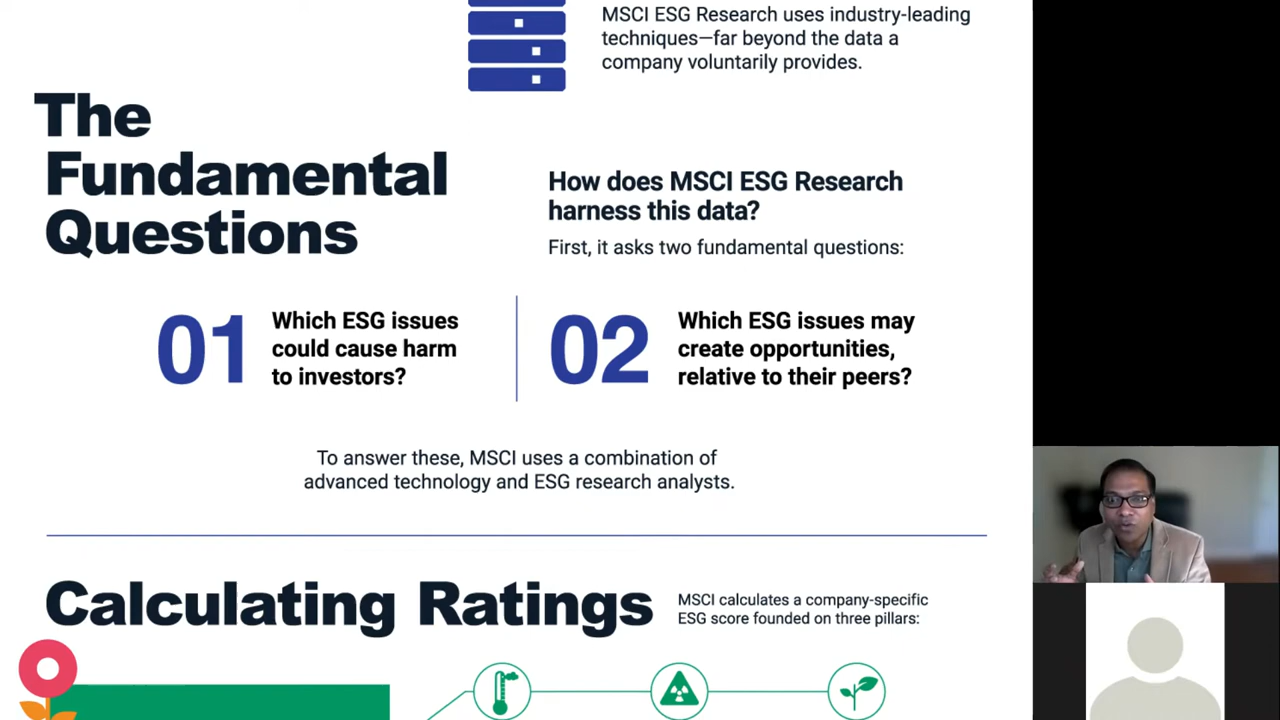 MSCI ESG Research uses industry-leading
techniques—far beyond the data a
company voluntarily provides.
The
Fundamental
Questions
How does MSCI ESG Research
harness this data?
First, it asks two fundamental questions:
01
Which ESG issues
could cause harm
to investors?
02
Which ESG issues may
create opportunities,
relative to their peers?
To answer these, MSCI uses a combination of
advanced technology and ESG research analysts.
Calculating Ratings
MSCI calculates a company-specific
ESG score founded on three pillars: